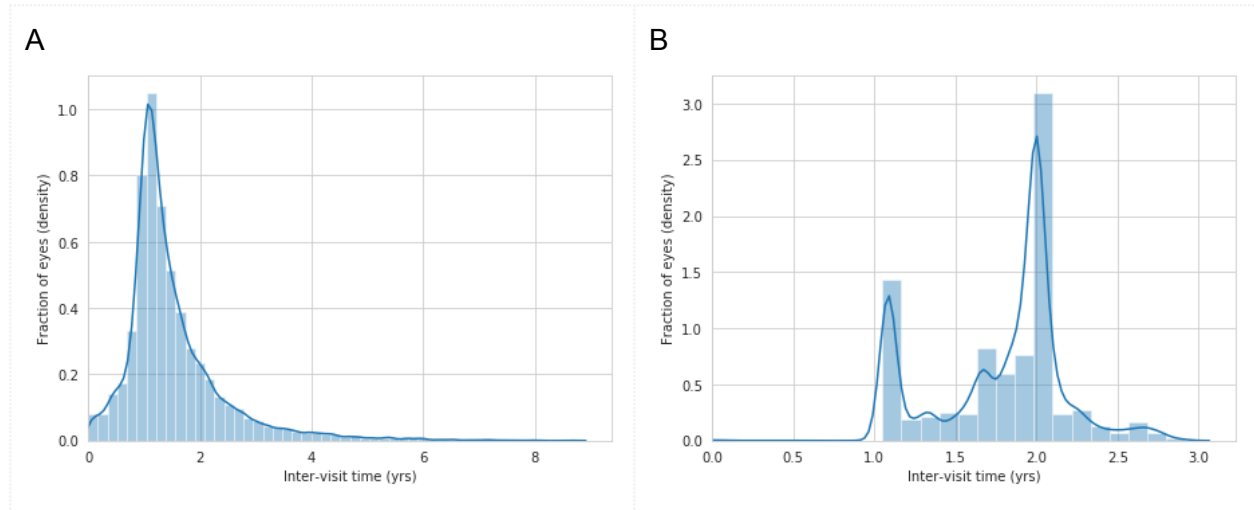 A
B
Fraction of eyes (density)
1.0
0.8
0.6
0.4
0.2
0.0
0 2 4 6 8
Inter-visit time (yrs)
Fraction of eyes (density)
3.0
2.5
2.0
1.5
1.0
0.5
0.0
0.0 0.5 1.0 1.5 2.0 2.5 3.0
Inter-visit time (yrs)